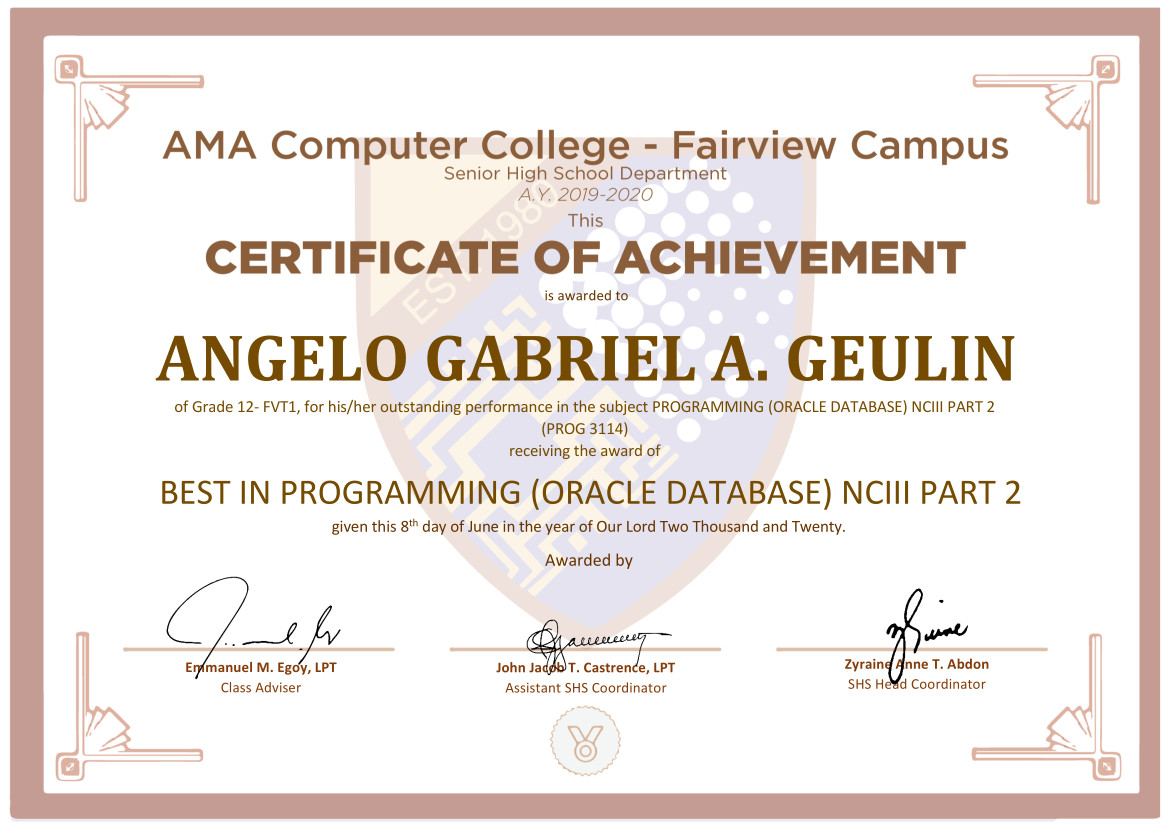 AMA Computer College - Fairview Campus
Senior High School Department
A.Y. 2019-2020
This
EST. 1980
CERTIFICATE OF ACHIEVEMENT
is awarded to
ANGELO GABRIEL A. GEULIN
of Grade 12- FVT1, for his/her outstanding performance in the subject PROGRAMMING (ORACLE DATABASE) NCIII PART 2
(PROG 3114)
receiving the award of
BEST IN PROGRAMMING (ORACLE DATABASE) NCIII PART 2
given this 8th day of June in the year of Our Lord Two Thousand and Twenty.
Awarded by
Emmanuel M. Egoy, LPT
Class Adviser
John Jacob T. Castrence, LPT
Assistant SHS Coordinator
Zyraine Anne T. Abdon
SHS Head Coordinator